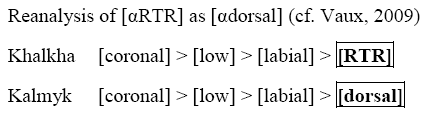 Reanalysis of [αRTR] as [αdorsal] (cf. Vaux, 2009)
Khalkha [coronal] > [low] > [labial] > [RTR]
Kalmyk [coronal] > [low] > [labial] > [dorsal]